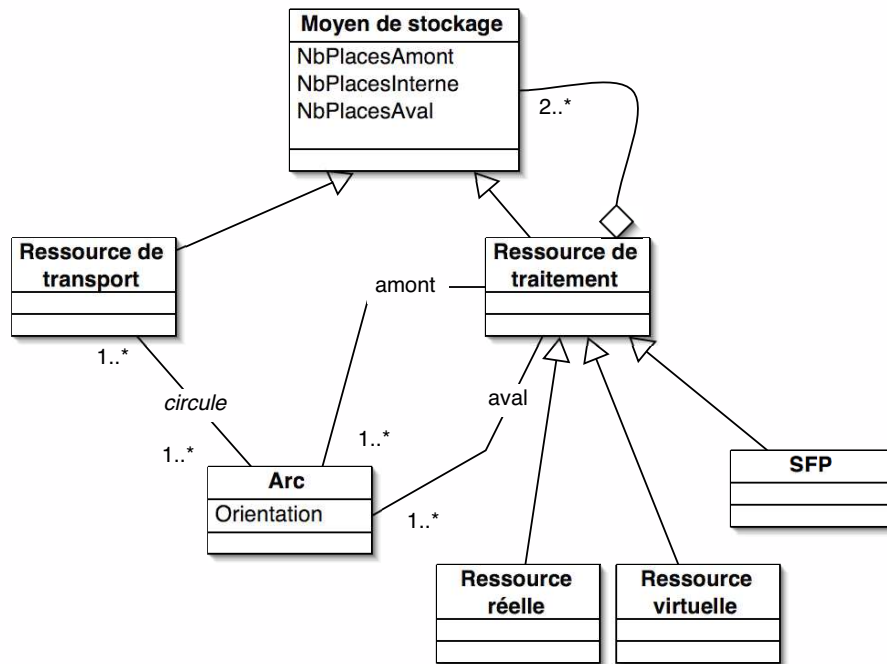 Moyen de stockage
NbPlacesAmont
NbPlacesInterne
NbPlacesAval
2..*
Ressource de
transport
Ressource de
traitement
amont
1..*
circule
aval
1..*
1..*
Arc
Orientation
1..*
SFP
Ressource
réelle
Ressource
virtuelle